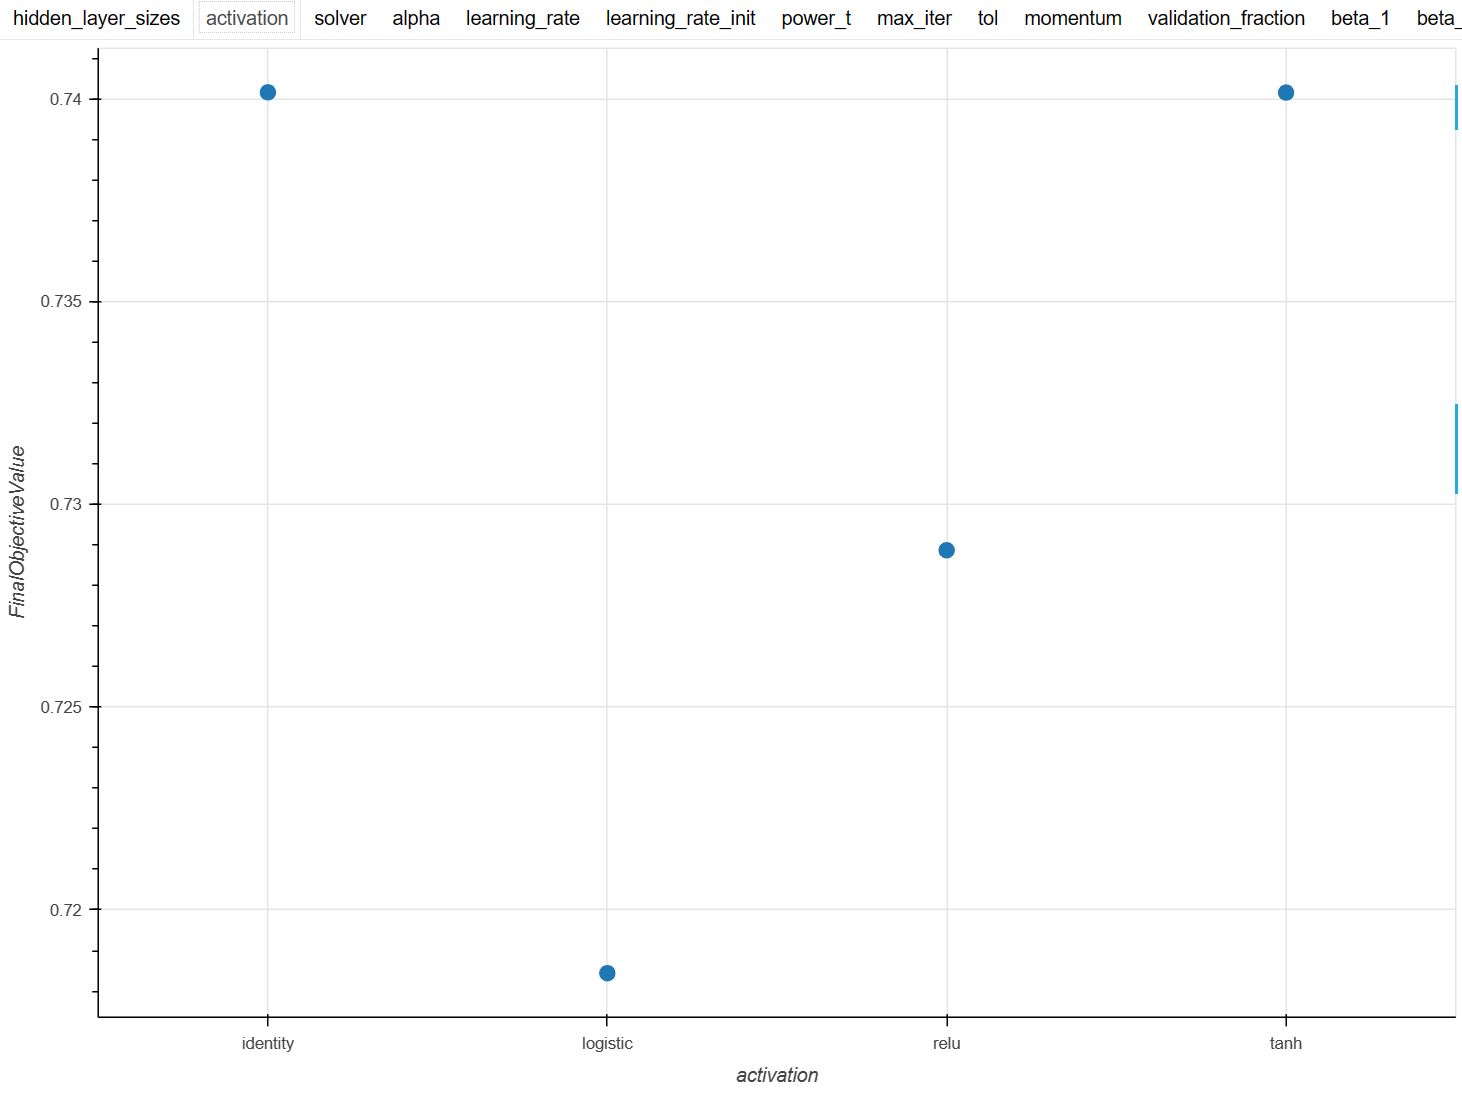 hidden_layer_sizes activation solver alpha learning_rate learning_rate_init power_t max_iter tol momentum validation_fraction beta_1 beta_
0.74
0.735
0.73
0.725
0.72
FinalObjectiveValue
identity logistic relu tanh
activation